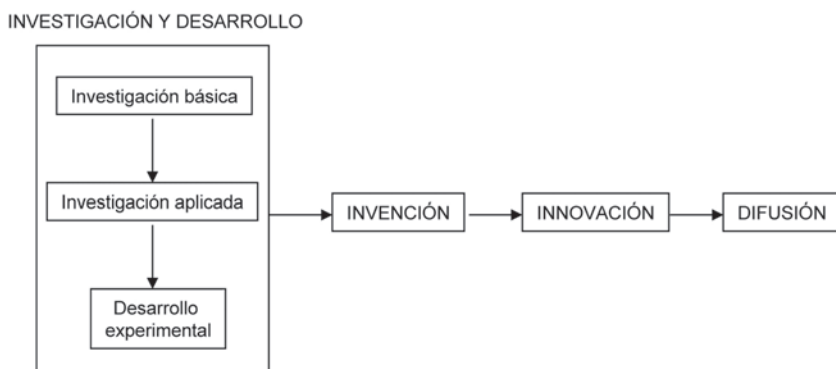 INVESTIGACIÓN Y DESARROLLO
Investigación básica
Investigación aplicada
Desarrollo
experimental
INVENCIÓN
INNOVACIÓN
DIFUSIÓN